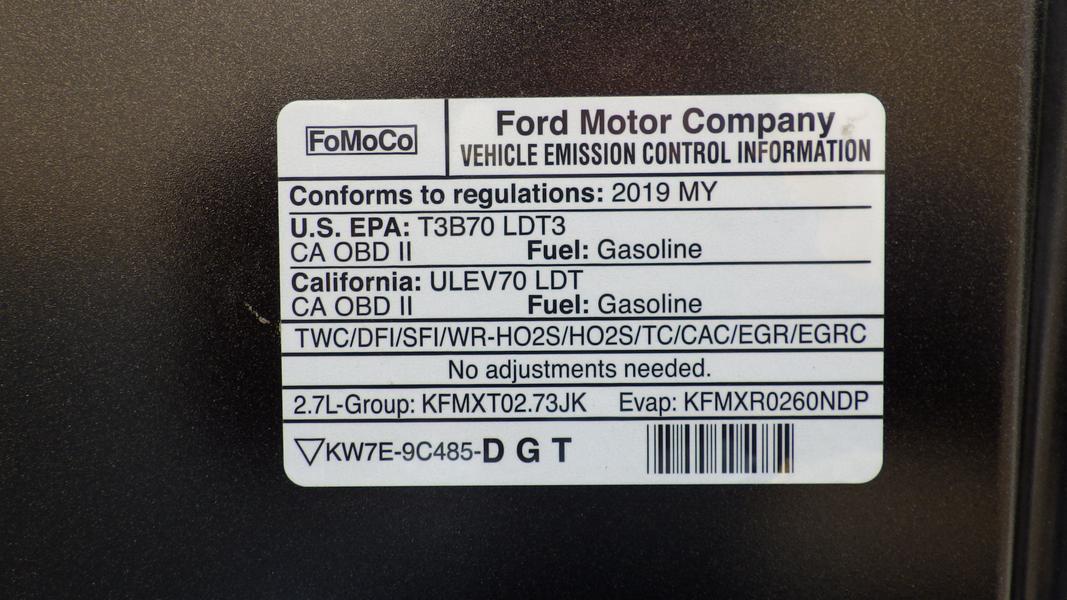 FoMoCo
Ford Motor Company
VEHICLE EMISSION CONTROL INFORMATION
Conforms to regulations: 2019 MY
U.S. EPA: T3B70 LDT3
CA OBD II Fuel: Gasoline
California: ULEV70 LDT
CA OBD II Fuel: Gasoline
TWC/DFI/SFI/WR-HO2S/HO2S/TC/CAC/EGR/EGRC
No adjustments needed.
2.7L-Group: KFMXT02.73JK Evap: KFMXR0260NDP
KW7E-9C485-D G T